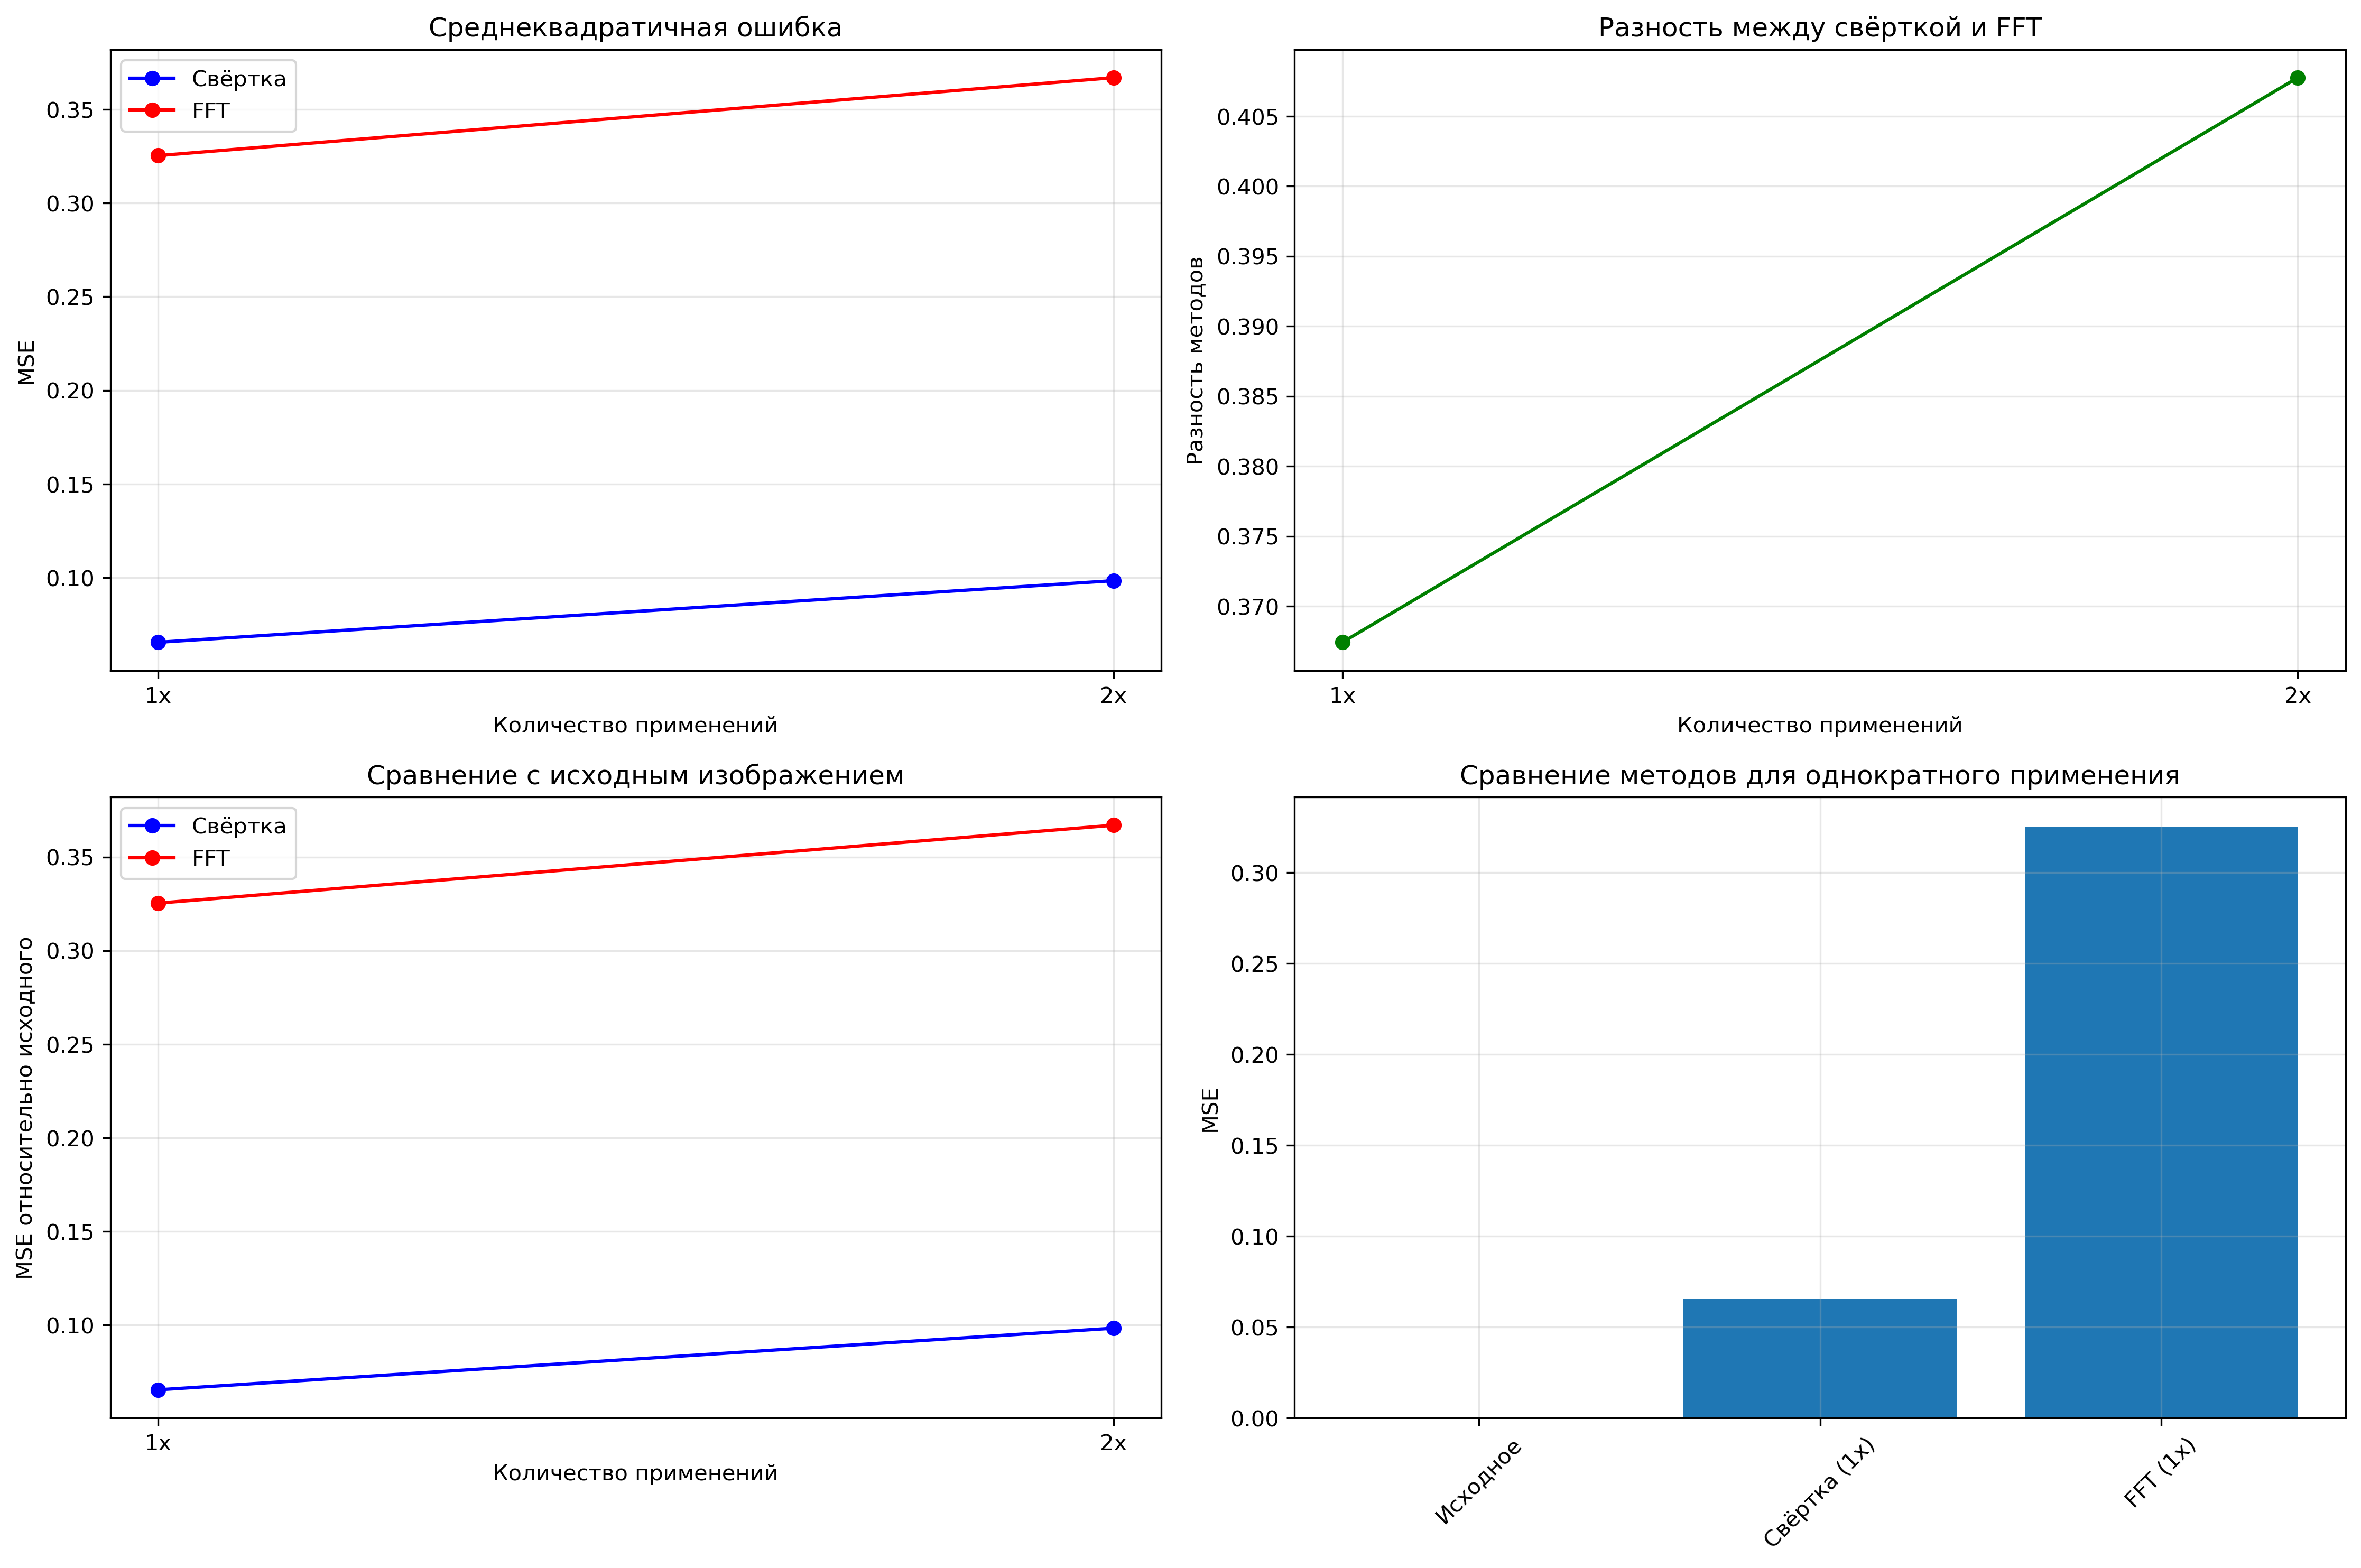 Среднеквадратичная ошибка
Свёртка
FFT
MSE
0.35
0.30
0.25
0.20
0.15
0.10
1x
2x
Количество применений
Разность между свёрткой и FFT
Разность методов
0.405
0.400
0.395
0.390
0.385
0.380
0.375
0.370
1x
2x
Количество применений
Сравнение с исходным изображением
Свёртка
FFT
MSE относительно исходного
0.35
0.30
0.25
0.20
0.15
0.10
1x
2x
Количество применений
Сравнение методов для однократного применения
MSE
0.30
0.25
0.20
0.15
0.10
0.05
0.00
Исходное
Свёртка (1x)
FFT (1x)